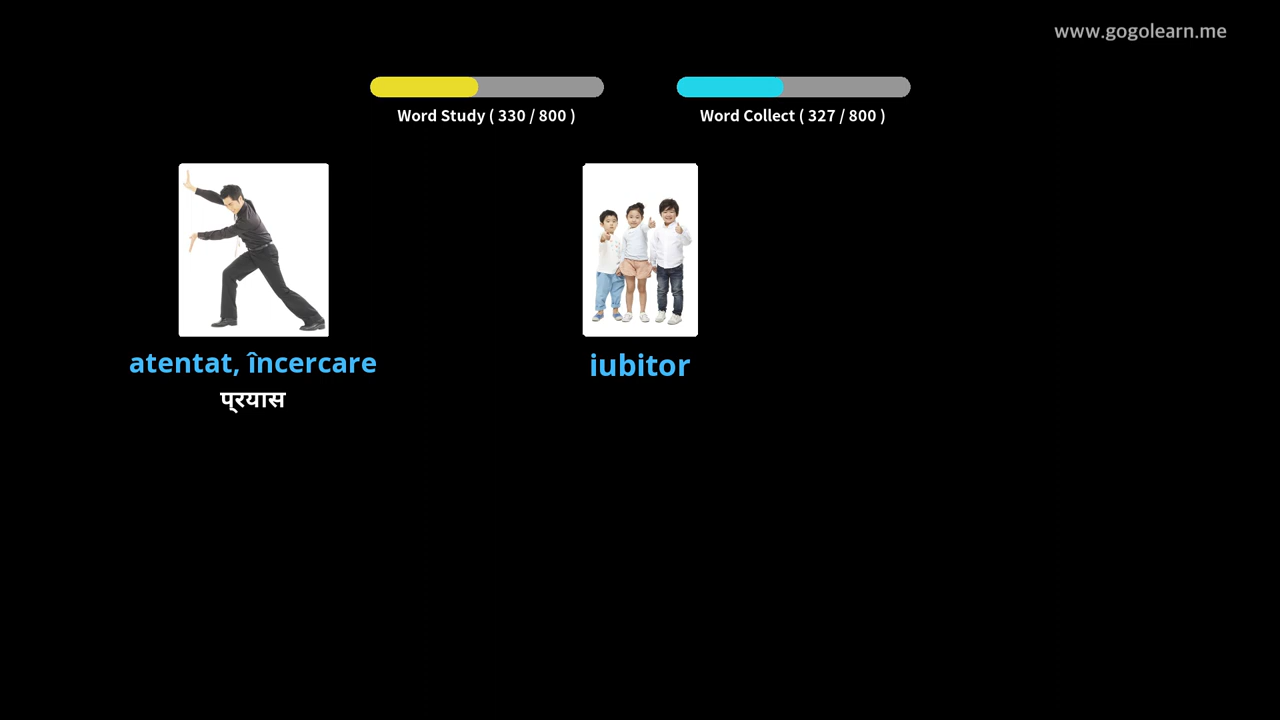 www.gogolearn.me
Word Study ( 330 / 800 )
Word Collect ( 327 / 800 )
atentat, încercare
प्रयास
iubitor